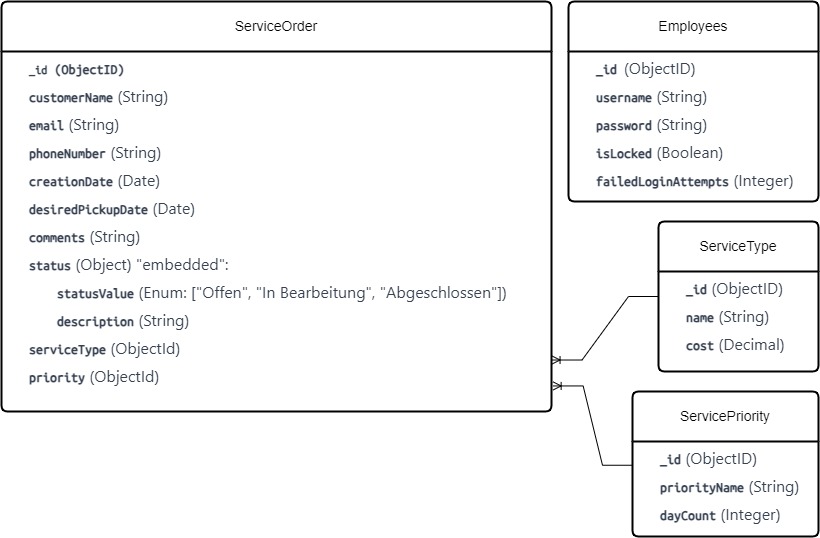 ServiceOrder
_id (ObjectID)
customerName (String)
email (String)
phoneNumber (String)
creationDate (Date)
desiredPickupDate (Date)
comments (String)
status (Object) "embedded":
statusValue (Enum: ["Offen", "In Bearbeitung", "Abgeschlossen"])
description (String)
serviceType (ObjectId)
priority (ObjectId)
Employees
_id (ObjectID)
username (String)
password (String)
isLocked (Boolean)
failedLoginAttempts (Integer)
ServiceType
_id (ObjectID)
name (String)
cost (Decimal)
ServicePriority
_id (ObjectID)
priorityName (String)
dayCount (Integer)